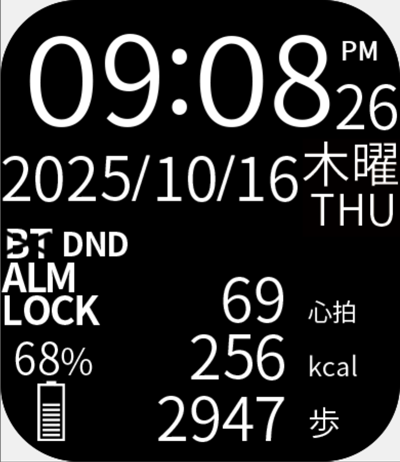 09:08 PM 26
2025/10/16 木曜 THU
BT DND
ALM
LOCK
69 心拍
68%
256 kcal
2947 歩